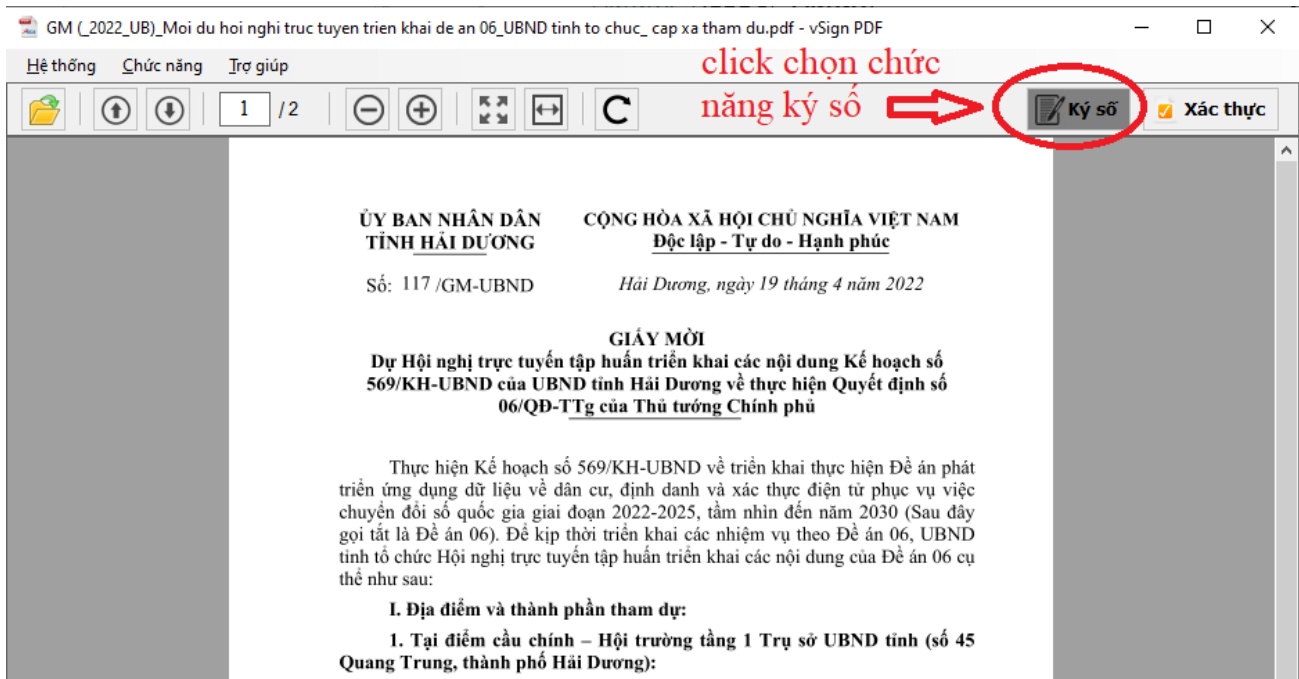 GM (_2022_UB)_Moi du hoi nghi truc tuyen trien khai de an 06_UBND tinh to chuc_ cap xa tham du.pdf - vSign PDF
Hệ thống Chức năng Trợ giúp
click chọn chức
năng ký số
1 / 2
Ký số
Xác thực
ỦY BAN NHÂN DÂN
TỈNH HẢI DƯƠNG
CỘNG HÒA XÃ HỘI CHỦ NGHĨA VIỆT NAM
Độc lập - Tự do - Hạnh phúc
Số: 117 /GM-UBND
Hải Dương, ngày 19 tháng 4 năm 2022
GIẤY MỜI
Dự Hội nghị trực tuyến tập huấn triển khai các nội dung Kế hoạch số
569/KH-UBND của UBND tỉnh Hải Dương về thực hiện Quyết định số
06/QĐ-TTg của Thủ tướng Chính phủ
Thực hiện Kế hoạch số 569/KH-UBND về triển khai thực hiện Đề án phát
triển ứng dụng dữ liệu về dân cư, định danh và xác thực điện tử phục vụ việc
chuyển đổi số quốc gia giai đoạn 2022-2025, tầm nhìn đến năm 2030 (Sau đây
gọi tắt là Đề án 06). Để kịp thời triển khai các nhiệm vụ theo Đề án 06, UBND
tỉnh tổ chức Hội nghị trực tuyến tập huấn triển khai các nội dung của Đề án 06 cụ
thể như sau:
I. Địa điểm và thành phần tham dự:
1. Tại điểm cầu chính – Hội trường tầng 1 Trụ sở UBND tỉnh (số 45
Quang Trung, thành phố Hải Dương):